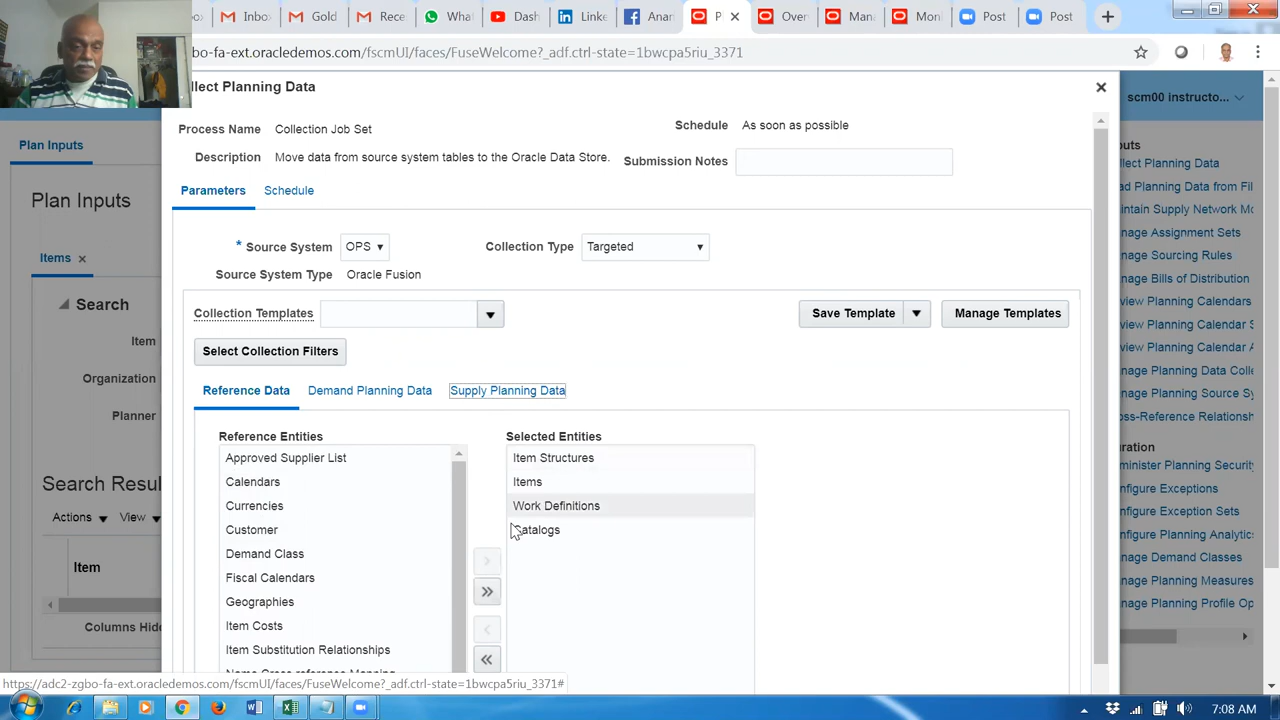 Inbo
Gold
Rece
Wha
Dash
Linke
Anan
P
Over
Mana
Mon
Post
Post
bo-fa-ext.oracledemos.com/fscmUI/faces/FuseWelcome?_adf.ctrl-state=1bwcpa5riu_3371
llect Planning Data
scm00 instructo...
Process Name Collection Job Set
Schedule As soon as possible
Description Move data from source system tables to the Oracle Data Store.
Submission Notes
Parameters Schedule
* Source System OPS
Collection Type Targeted
Source System Type Oracle Fusion
Collection Templates
Save Template
Manage Templates
Select Collection Filters
Reference Data Demand Planning Data Supply Planning Data
Reference Entities
Approved Supplier List
Calendars
Currencies
Customer
Demand Class
Fiscal Calendars
Geographies
Item Costs
Item Substitution Relationships
Selected Entities
Item Structures
Items
Work Definitions
Catalogs
Plan Inputs
Plan Inputs
Items
Search
Item
Organization
Planner
Search Resul
Actions View
Item
Columns Hidd
puts
llect Planning Data
ad Planning Data from Fil
intain Supply Network Mo
nage Assignment Sets
nage Sourcing Rules
nage Bills of Distribution
view Planning Calendars
view Planning Calendar S
view Planning Calendar A
nage Planning Data Colle
nage Planning Source Sy
oss-Reference Relationsh
uration
minister Planning Security
nfigure Exceptions
nfigure Exception Sets
nfigure Planning Analytic
nage Demand Classes
nage Planning Measures
nage Planning Profile Op
https://adc2-zgbo-fa-ext.oracledemos.com/fscmUI/faces/FuseWelcome?_adf.ctrl-state=1bwcpa5riu_3371#
7:08 AM